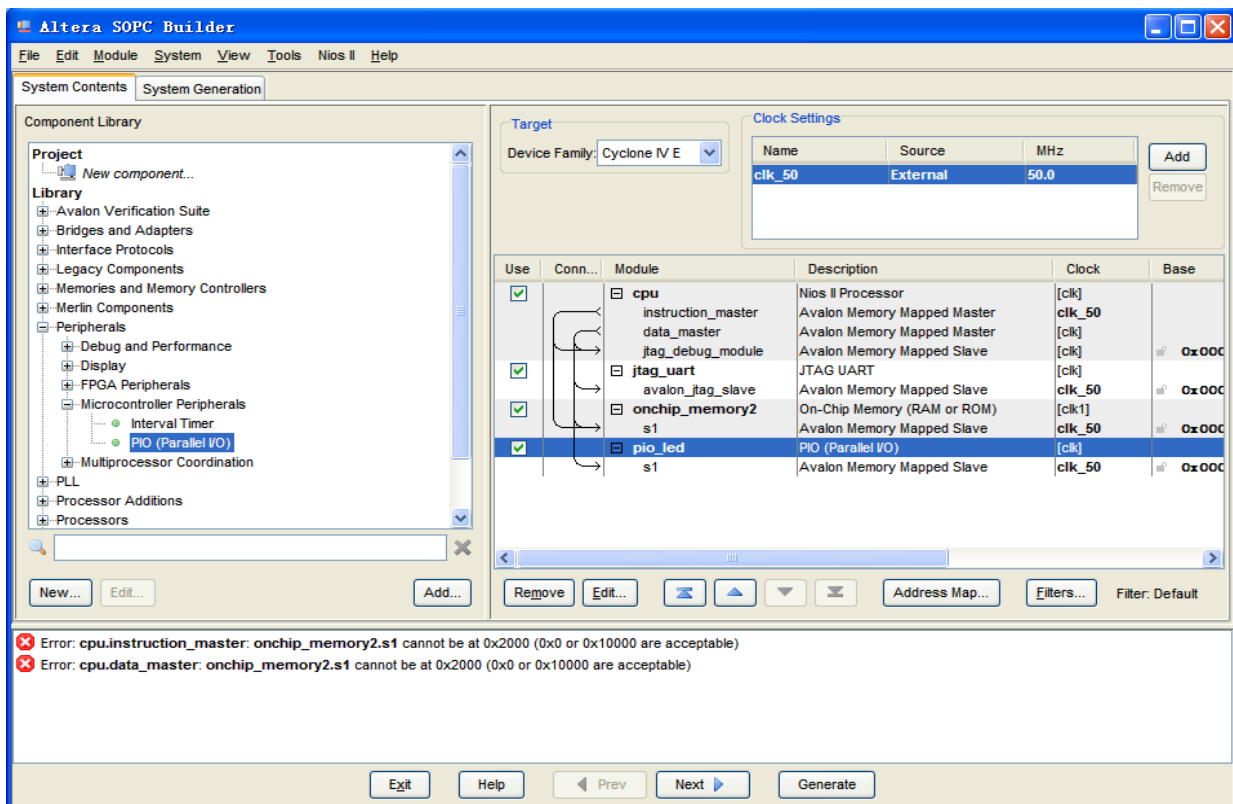 Altera SOPC Builder
File Edit Module System View Tools Nios II Help
System Contents System Generation
Component Library
Project
New component...
Library
Avalon Verification Suite
Bridges and Adapters
Interface Protocols
Legacy Components
Memories and Memory Controllers
Merlin Components
Peripherals
Debug and Performance
Display
FPGA Peripherals
Microcontroller Peripherals
Interval Timer
PIO (Parallel I/O)
Multiprocessor Coordination
PLL
Processor Additions
Processors
New... Edit... Add...
Target
Device Family: Cyclone IV E
Clock Settings
Name Source MHz
clk_50 External 50.0
Add
Remove
Use Conn... Module Description Clock Base
cpu Nios II Processor [clk]
instruction_master Avalon Memory Mapped Master clk_50
data_master Avalon Memory Mapped Master [clk]
jtag_debug_module Avalon Memory Mapped Slave [clk] 0x000
jtag_uart JTAG UART [clk]
avalon_jtag_slave Avalon Memory Mapped Slave clk_50 0x000
onchip_memory2 On-Chip Memory (RAM or ROM) [clk1]
s1 Avalon Memory Mapped Slave clk_50 0x000
pio_led PIO (Parallel I/O) [clk]
s1 Avalon Memory Mapped Slave clk_50 0x000
Remove Edit... Address Map... Filters... Filter: Default
Error: cpu.instruction_master: onchip_memory2.s1 cannot be at 0x2000 (0x0 or 0x10000 are acceptable)
Error: cpu.data_master: onchip_memory2.s1 cannot be at 0x2000 (0x0 or 0x10000 are acceptable)
Exit Help Prev Next Generate